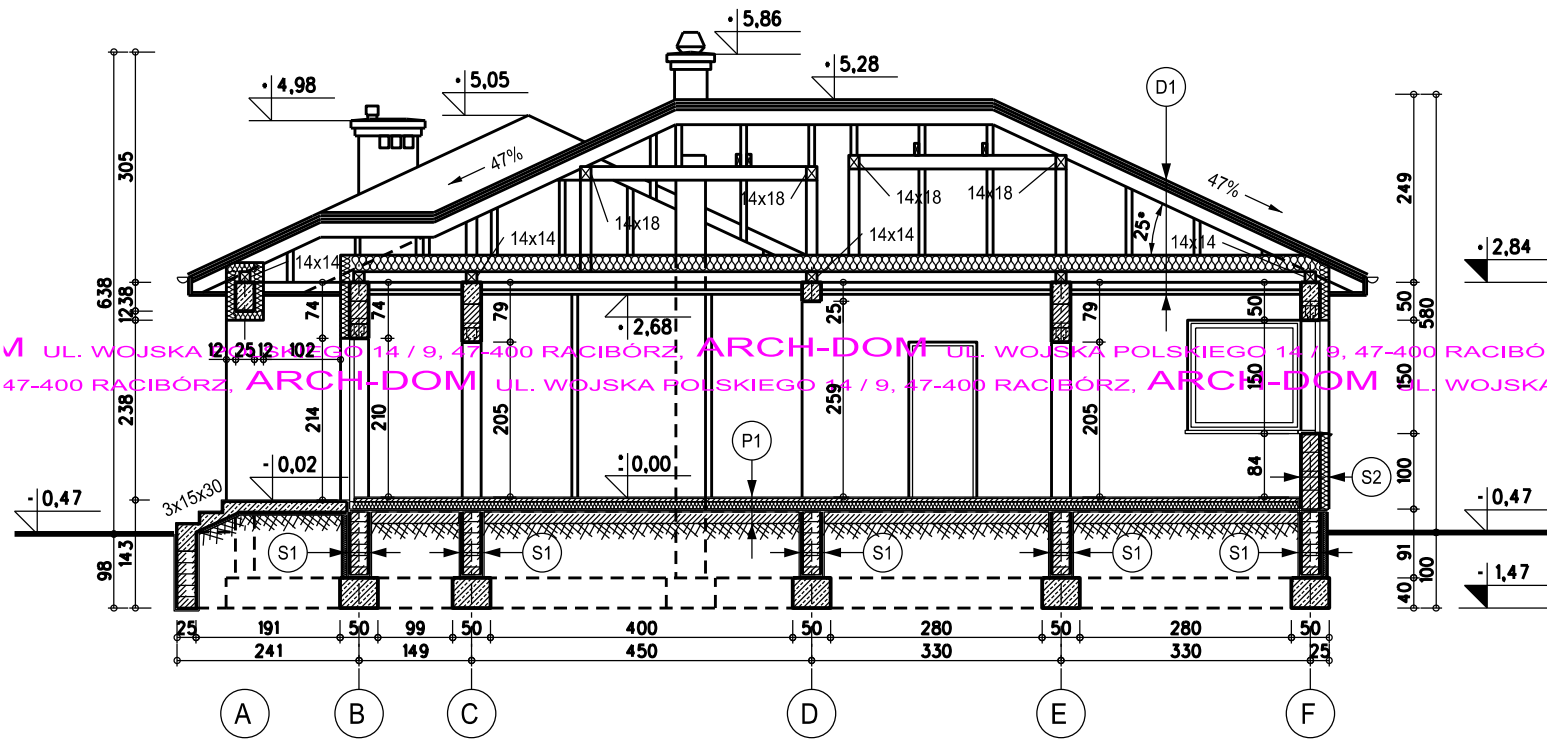 5,86
4,98
5,05
5,28
D1
305
47%
47%
249
14x18
14x18
14x18
14x18
25°
14x14
14x14
14x14
14x14
2,84
638
38
12
74
74
79
25
79
50
50
580
2,68
12 25 12 102
M UL. WOJSKA POLSKIEGO 14 / 9, 47-400 RACIBÓRZ, ARCH-DOM UL. WOJSKA POLSKIEGO 14 / 9, 47-400 RACIBÓ
47-400 RACIBÓRZ, ARCH-DOM UL. WOJSKA POLSKIEGO 14 / 9, 47-400 RACIBÓRZ, ARCH-DOM UL. WOJSKA
238
214
210
205
259
205
150
150
P1
- 0,02
0,00
84
100
S2
- 0,47
3x15x30
- 0,47
S1
S1
S1
S1
S1
98
143
91
40
100
- 1,47
25 191 50 99 50 400 50 280 50 280 50
241 149 450 330 330 25
A B C D E F